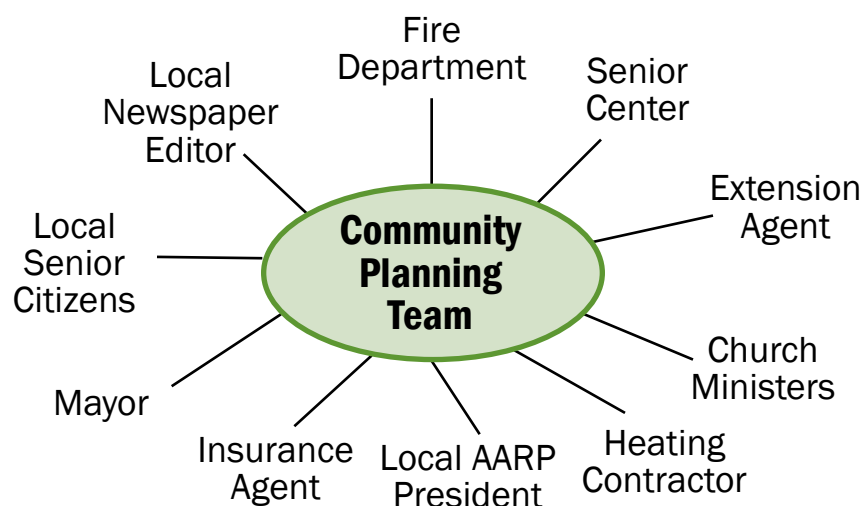 Fire
Department
Senior
Center
Extension
Agent
Church
Ministers
Heating
Contractor
Local AARP
President
Insurance
Agent
Mayor
Local
Senior
Citizens
Local
Newspaper
Editor
Community
Planning
Team